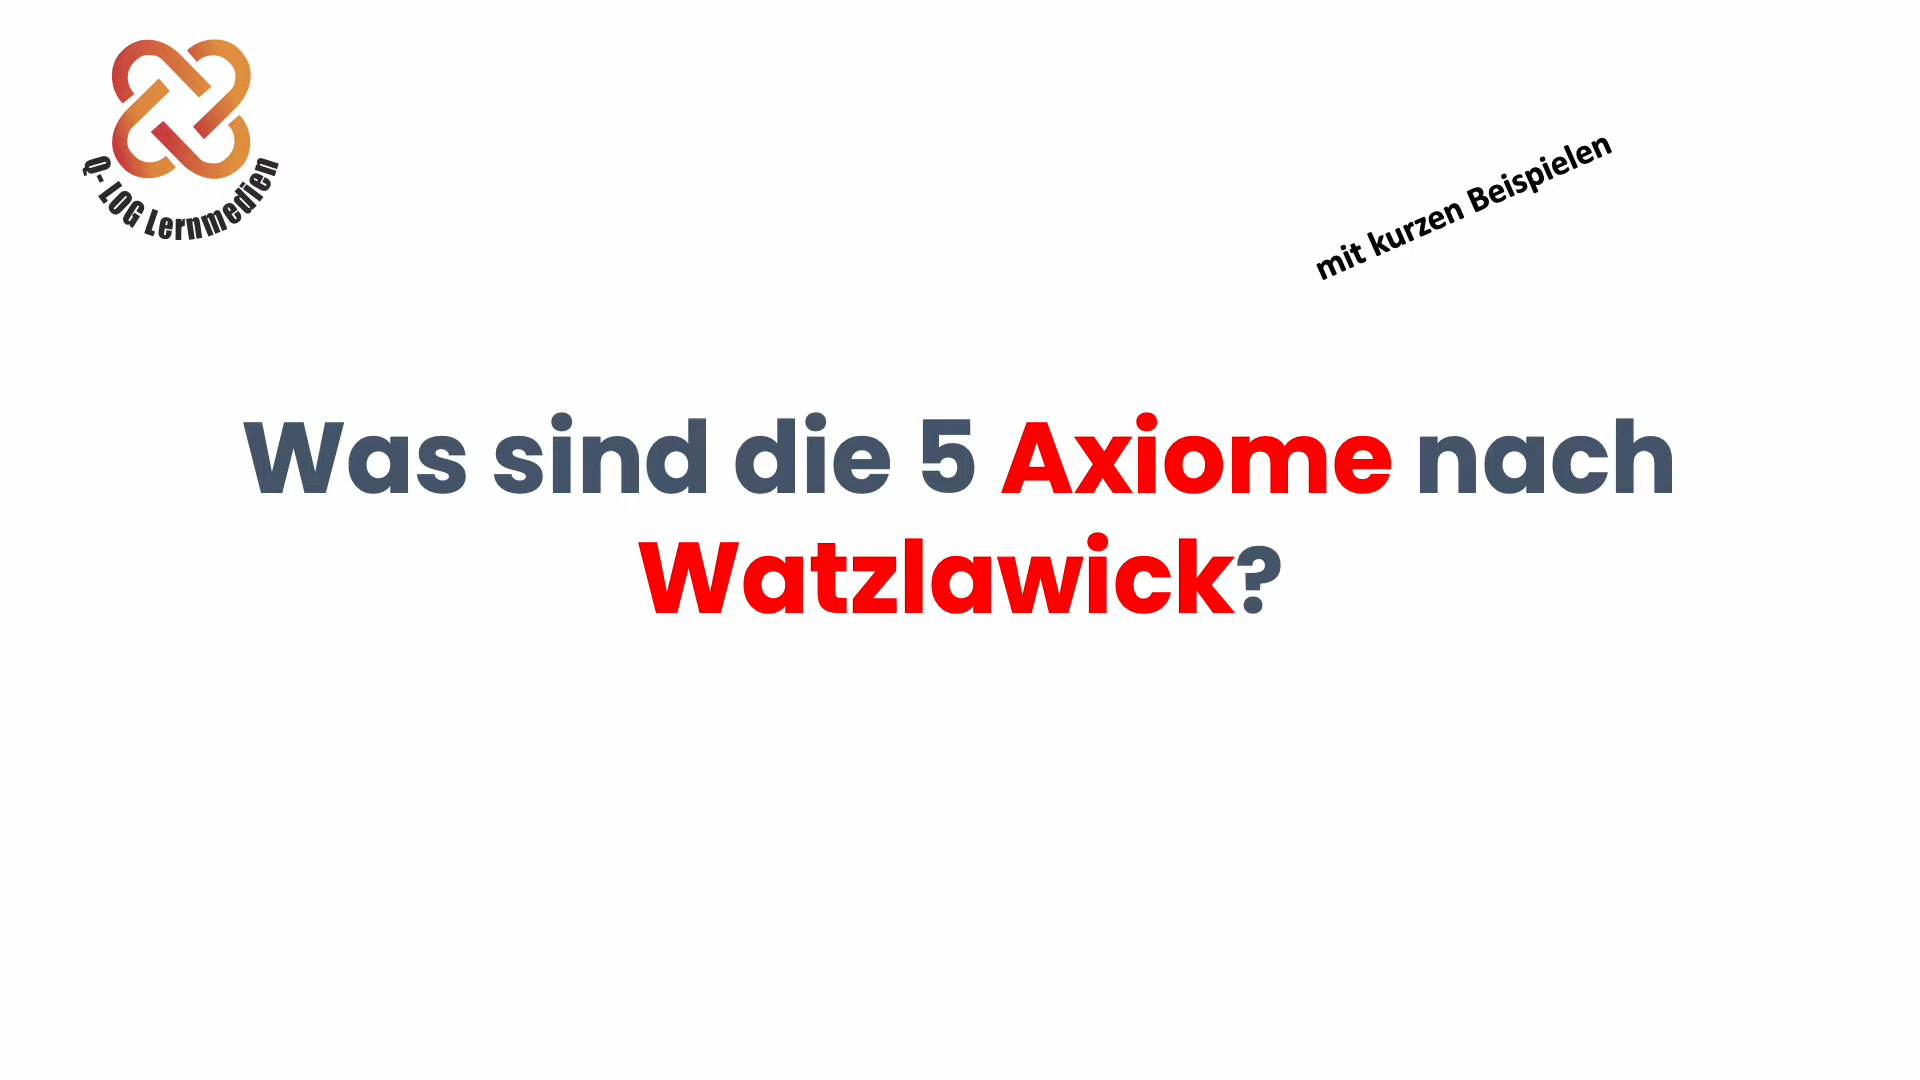 Q-LOG Lernmedien
mit kurzen Beispielen
Was sind die 5 Axiome nach
Watzlawick?